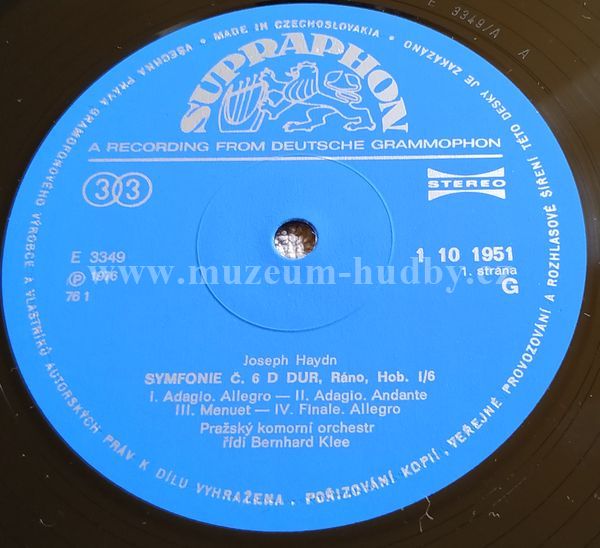 E 3349/A A
VŠECHNA PRÁVA GRAMOFONOVÉHO VÝROBCE A VLASTNÍKŮ AUTORSKÝCH PRÁV K DÍLU VYHRAŽENA. POŘIZOVÁNÍ KOPIÍ, VEŘEJNÉ PROVOZOVÁNÍ A ROZHLASOVÉ ŠÍŘENÍ TÉTO DESKY JE ZAKÁZÁNO · MADE IN CZECHOSLOVAKIA ·
SUPRAPHON
A RECORDING FROM DEUTSCHE GRAMMOPHON
33 STEREO
E 3349 1 10 1951
℗ 1976 1. strana
76 1 G
www.muzeum-hudby.cz
Joseph Haydn
SYMFONIE Č. 6 D DUR, Ráno, Hob. I/6
I. Adagio. Allegro — II. Adagio. Andante
III. Menuet — IV. Finale. Allegro
Pražský komorní orchestr
řídí Bernhard Klee